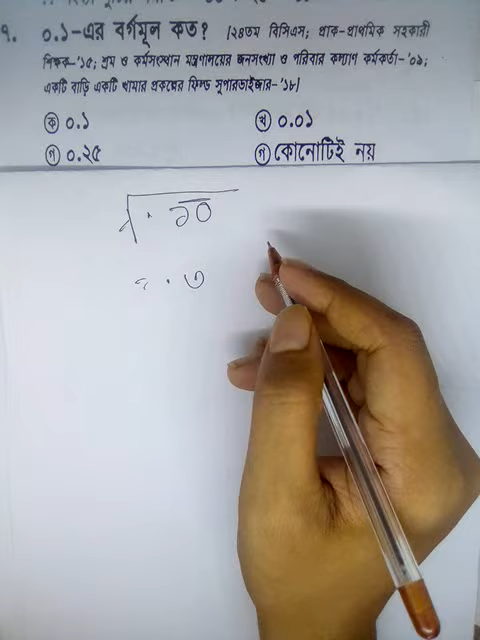 ৭. ০.১-এর বর্গমূল কত? [২৪তম বিসিএস; প্রাক-প্রাথমিক সহকারী
শিক্ষক-'১৫; শ্রম ও কর্মসংস্থান মন্ত্রণালয়ের জনসংখ্যা ও পরিবার কল্যাণ কর্মকর্তা-'০৯;
একটি বাড়ি একটি খামার প্রকল্পের ফিল্ড সুপারভাইজার-'১৮]
ক ০.১ খ ০.০১
গ ০.২৫ ঘ কোনোটিই নয়
√.১০
= .৩